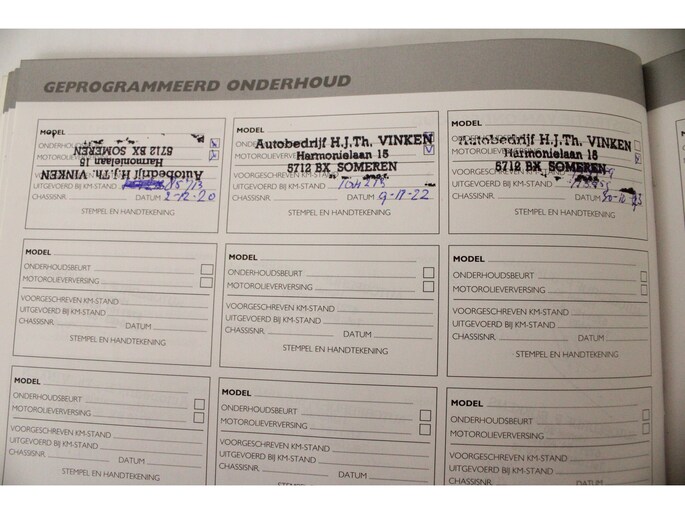 GEPROGRAMMEERD ONDERHOUD
MODEL
MOTOROLIEVERVERSING
5712 BX SOMEREN
Harmonielaan 15
Autobedrijf H.J.Th. VINKEN
UITGEVOERD BIJ KM-STAND
CHASSISNR. DATUM 2-12-20
STEMPEL EN HANDTEKENING
MODEL
Autobedrijf H.J.Th. VINKEN
MOTOROLIEVERVERSING
Harmonielaan 15
5712 BX SOMEREN
VOORGESCHREVEN KM-STAND
UITGEVOERD BIJ KM-STAND 104275
CHASSISNR. DATUM 9-11-22
STEMPEL EN HANDTEKENING
MODEL
Autobedrijf H.J.Th. VINKEN
MOTOROLIEVERVERSING
Harmonielaan 15
5712 BX SOMEREN
VOORGESCHREVEN KM-STAND
UITGEVOERD BIJ KM-STAND
CHASSISNR. DATUM
STEMPEL EN HANDTEKENING
MODEL
ONDERHOUDSBEURT
MOTOROLIEVERVERSING
VOORGESCHREVEN KM-STAND
UITGEVOERD BIJ KM-STAND
CHASSISNR. DATUM
STEMPEL EN HANDTEKENING
MODEL
ONDERHOUDSBEURT
MOTOROLIEVERVERSING
VOORGESCHREVEN KM-STAND
UITGEVOERD BIJ KM-STAND
CHASSISNR. DATUM
STEMPEL EN HANDTEKENING
MODEL
ONDERHOUDSBEURT
MOTOROLIEVERVERSING
VOORGESCHREVEN KM-STAND
UITGEVOERD BIJ KM-STAND
CHASSISNR. DATUM
STEMPEL EN HANDTEKENING
MODEL
ONDERHOUDSBEURT
MOTOROLIEVERVERSING
VOORGESCHREVEN KM-STAND
UITGEVOERD BIJ KM-STAND
CHASSISNR. DATUM
STEMPEL EN HANDTEKENING
MODEL
ONDERHOUDSBEURT
MOTOROLIEVERVERSING
VOORGESCHREVEN KM-STAND
UITGEVOERD BIJ KM-STAND
CHASSISNR. DATUM
MODEL
ONDERHOUDSBEURT
MOTOROLIEVERVERSING
VOORGESCHREVEN KM-STAND
UITGEVOERD BIJ KM-STAND
CHASSISNR. DATUM